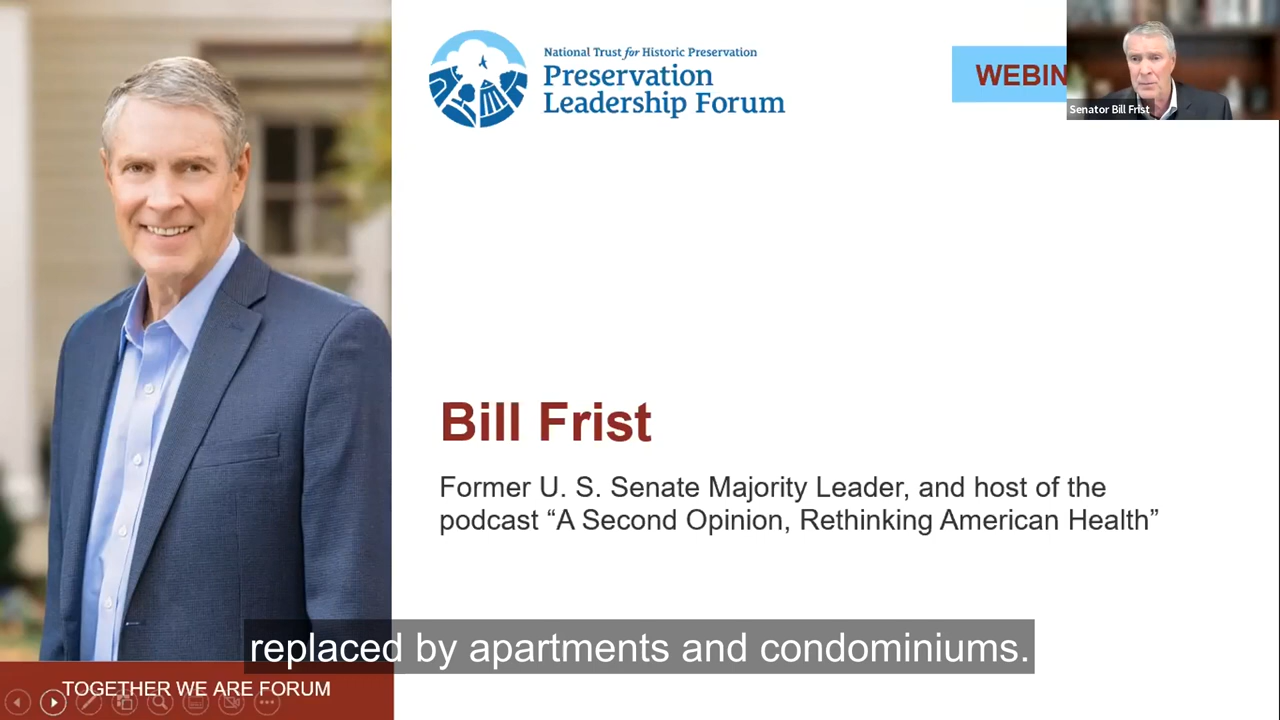 National Trust for Historic Preservation
Preservation
Leadership Forum
WEBIN
Senator Bill Frist
Bill Frist
Former U. S. Senate Majority Leader, and host of the
podcast “A Second Opinion, Rethinking American Health”
replaced by apartments and condominiums.
TOGETHER WE ARE FORUM